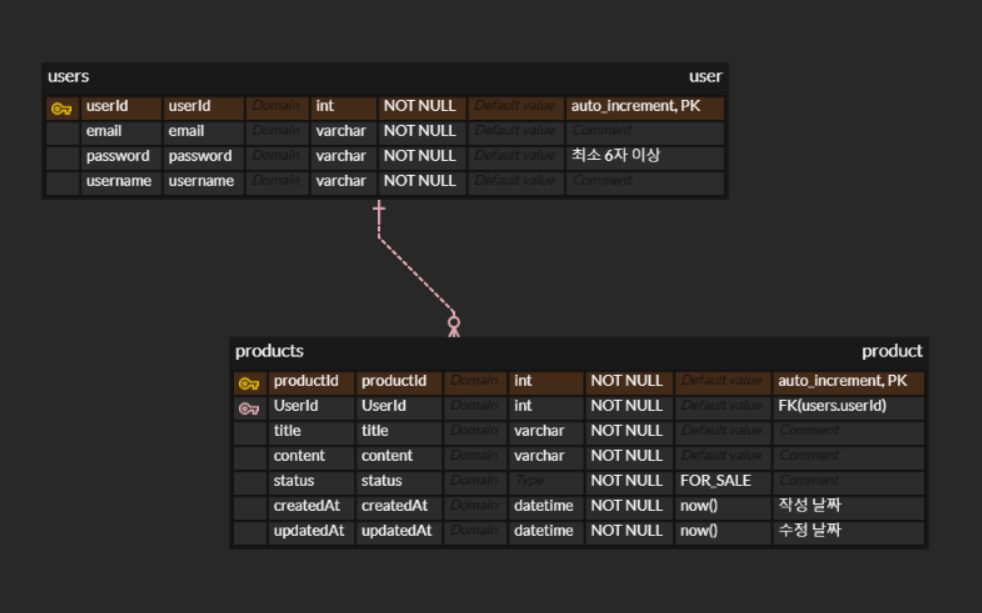 users user
userId userId Domain int NOT NULL Default value auto_increment, PK
email email Domain varchar NOT NULL Default value Comment
password password Domain varchar NOT NULL Default value 최소 6자 이상
username username Domain varchar NOT NULL Default value Comment
products product
productId productId Domain int NOT NULL Default value auto_increment, PK
UserId UserId Domain int NOT NULL Default value FK(users.userId)
title title Domain varchar NOT NULL Default value Comment
content content Domain varchar NOT NULL Default value Comment
status status Domain Type NOT NULL FOR_SALE Comment
createdAt createdAt Domain datetime NOT NULL now() 작성 날짜
updatedAt updatedAt Domain datetime NOT NULL now() 수정 날짜